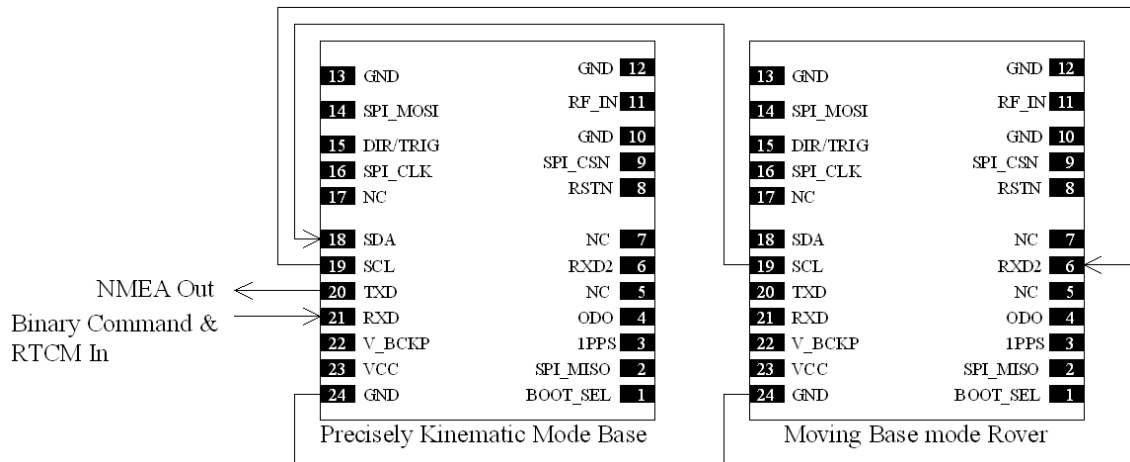 13 GND
14 SPI_MOSI
15 DIR/TRIG
16 SPI_CLK
17 NC
18 SDA
19 SCL
20 TXD
21 RXD
22 V_BCKP
23 VCC
24 GND
GND 12
RF_IN 11
GND 10
SPI_CSN 9
RSTN 8
NC 7
RXD2 6
NC 5
ODO 4
1PPS 3
SPI_MISO 2
BOOT_SEL 1
NMEA Out
Binary Command &
RTCM In
Precisely Kinematic Mode Base
13 GND
14 SPI_MOSI
15 DIR/TRIG
16 SPI_CLK
17 NC
18 SDA
19 SCL
20 TXD
21 RXD
22 V_BCKP
23 VCC
24 GND
GND 12
RF_IN 11
GND 10
SPI_CSN 9
RSTN 8
NC 7
RXD2 6
NC 5
ODO 4
1PPS 3
SPI_MISO 2
BOOT_SEL 1
Moving Base mode Rover